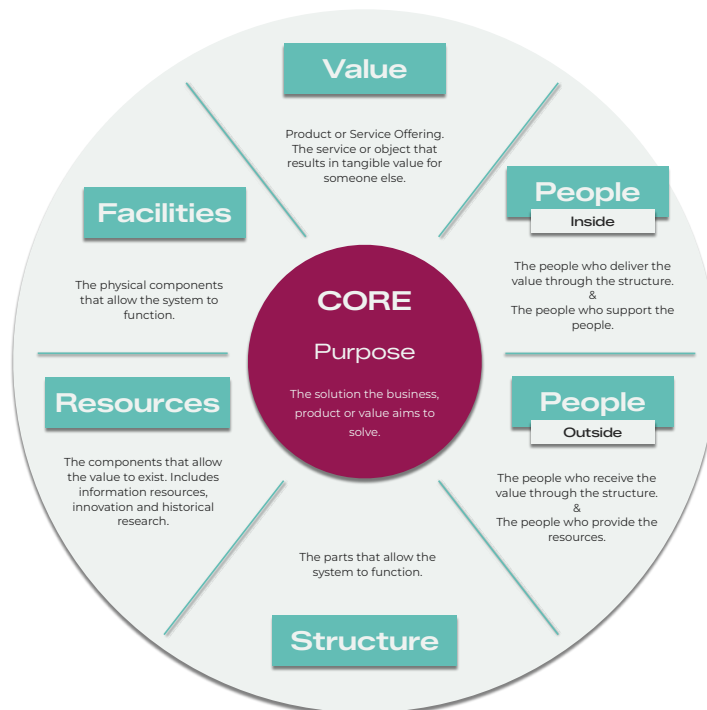 Value
Product or Service Offering.
The service or object that
results in tangible value for
someone else.
People
Inside
The people who deliver the
value through the structure.
&
The people who support the
people.
People
Outside
The people who receive the
value through the structure.
&
The people who provide the
resources.
Structure
The parts that allow the
system to function.
Resources
The components that allow
the value to exist. Includes
information resources,
innovation and historical
research.
Facilities
The physical components
that allow the system to
function.
CORE
Purpose
The solution the business,
product or value aims to
solve.